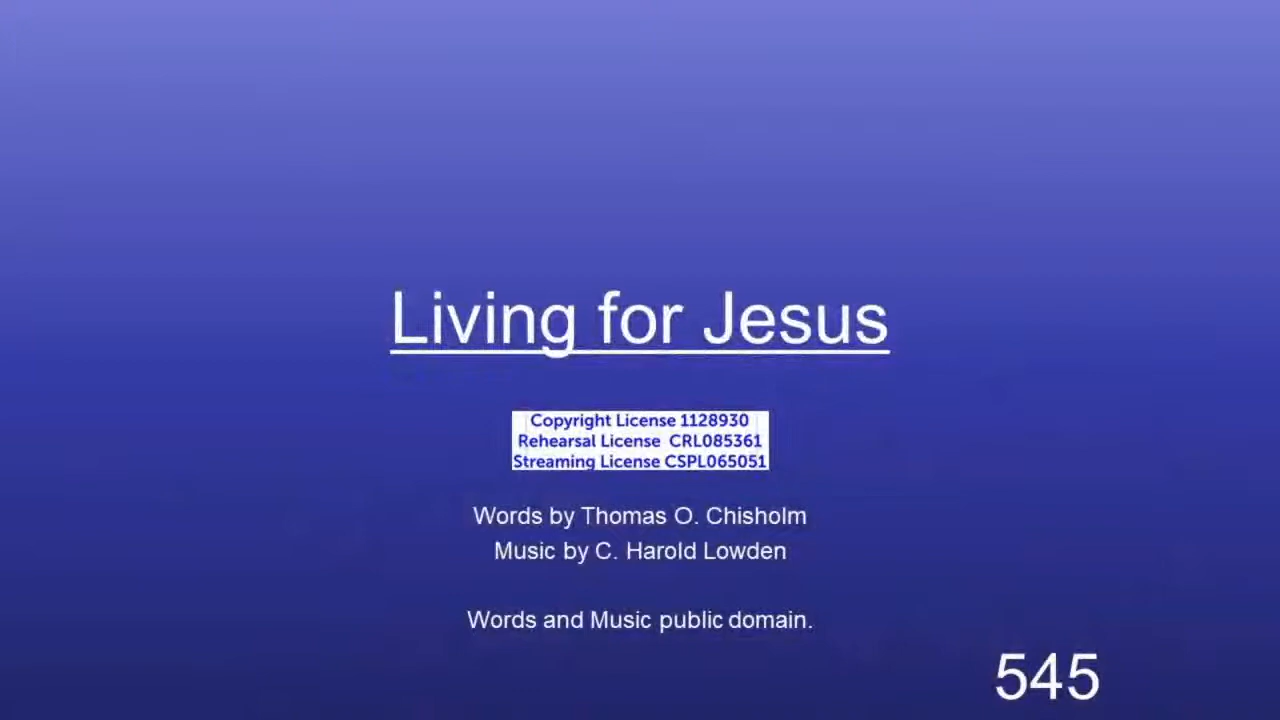 Living for Jesus
Copyright License 1128930
Rehearsal License CRL085361
Streaming License CSPL065051
Words by Thomas O. Chisholm
Music by C. Harold Lowden
Words and Music public domain.
545